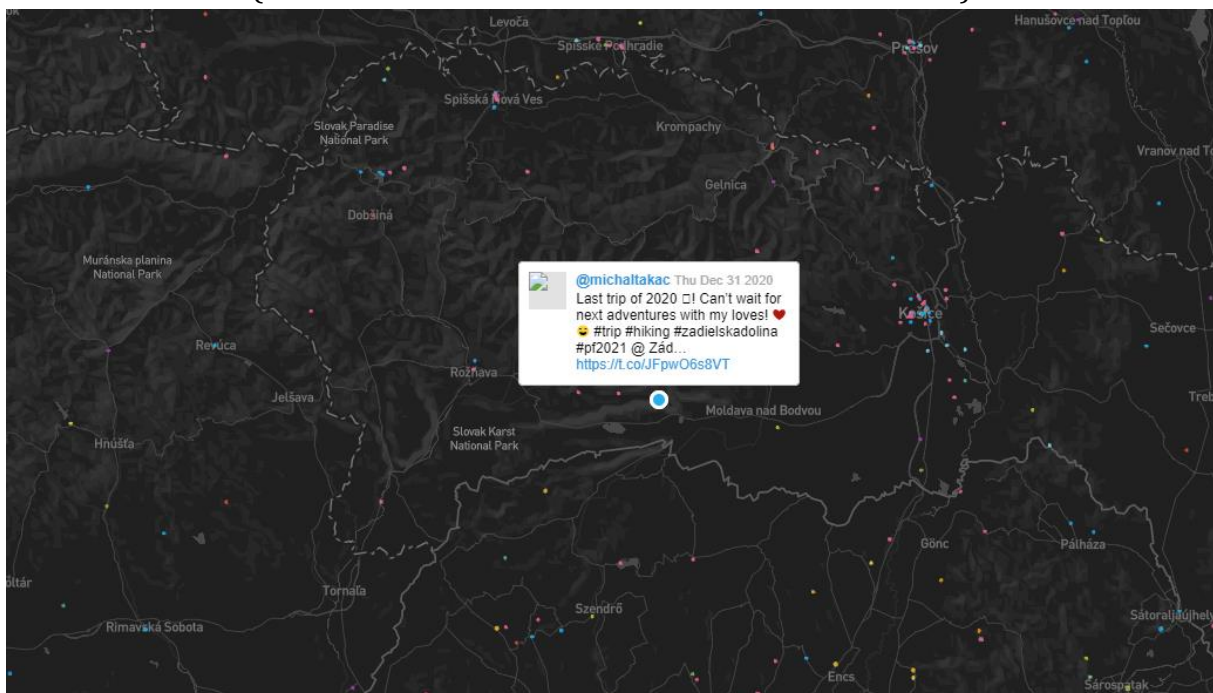 Levoča
Hanušovce nad Topľou
Spišské Podhradie
Prešov
Spišská Nová Ves
Slovak Paradise
National Park
Krompachy
Vranov nad To
Gelnica
Dobšiná
Muránska planina
National Park
@michaltakac Thu Dec 31 2020
Last trip of 2020 □! Can't wait for
next adventures with my loves! ❤️
😄 #trip #hiking #zadielskadolina
#pf2021 @ Zád…
https://t.co/JFpwO6s8VT
Košice
Sečovce
Revúca
Rožňava
Jelšava
Treb
Moldava nad Bodvou
Slovak Karst
National Park
Hnúšťa
Gönc
Pálháza
oltár
Tornaľa
Szendrő
Rimavská Sobota
Sátoraljaújhely
Encs
Sárospatak